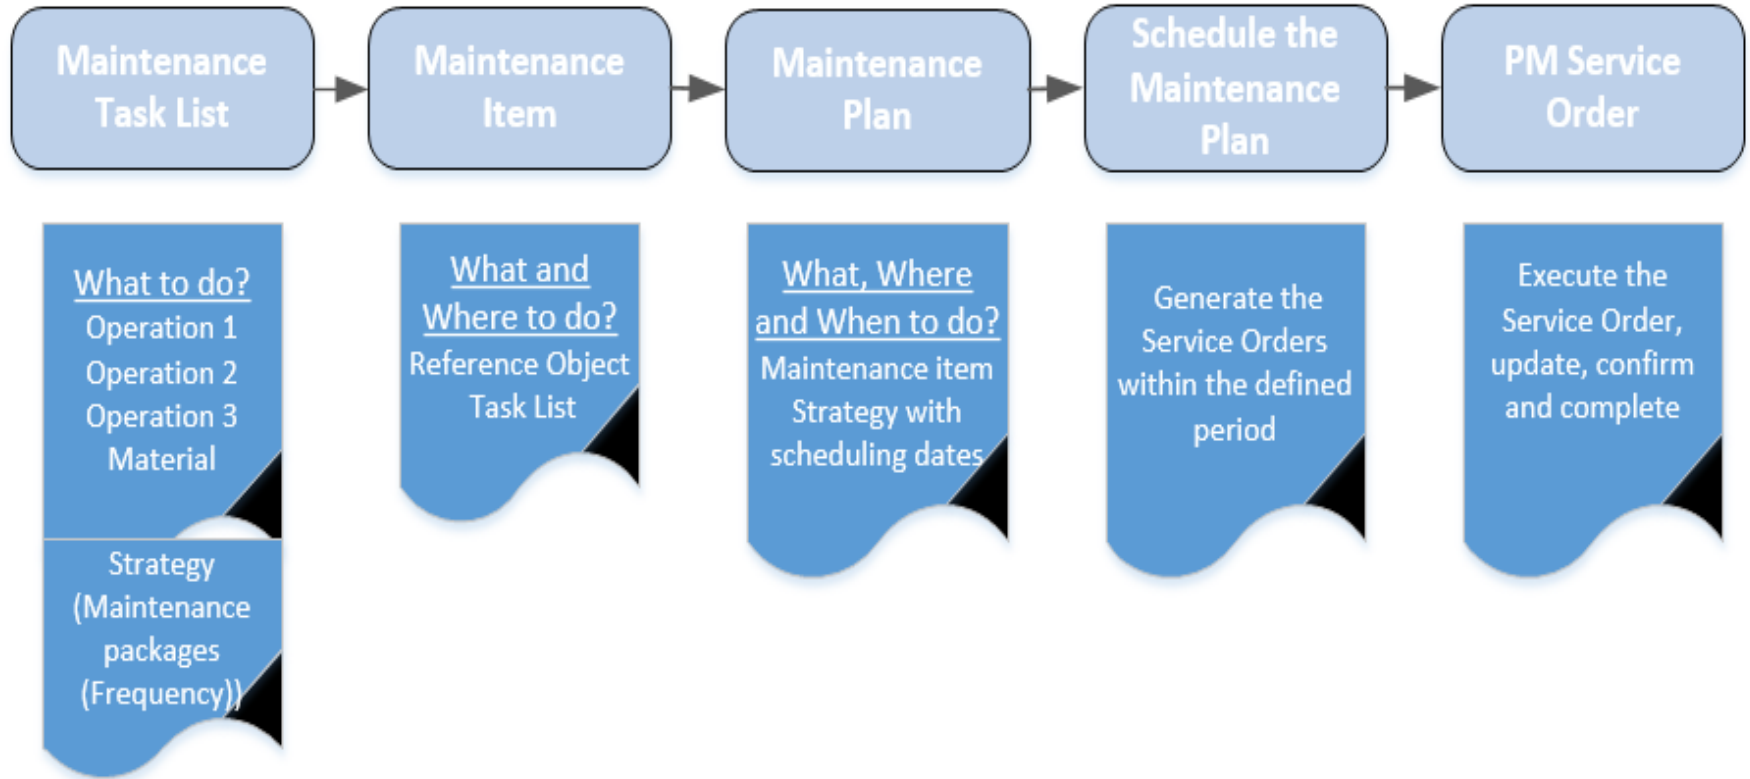 Maintenance
Task List
Maintenance
Item
Maintenance
Plan
Schedule the
Maintenance
Plan
PM Service
Order
What to do?
Operation 1
Operation 2
Operation 3
Material
Strategy
(Maintenance
packages
(Frequency))
What and
Where to do?
Reference Object
Task List
What, Where
and When to do?
Maintenance item
Strategy with
scheduling dates
Generate the
Service Orders
within the defined
period
Execute the
Service Order,
update, confirm
and complete